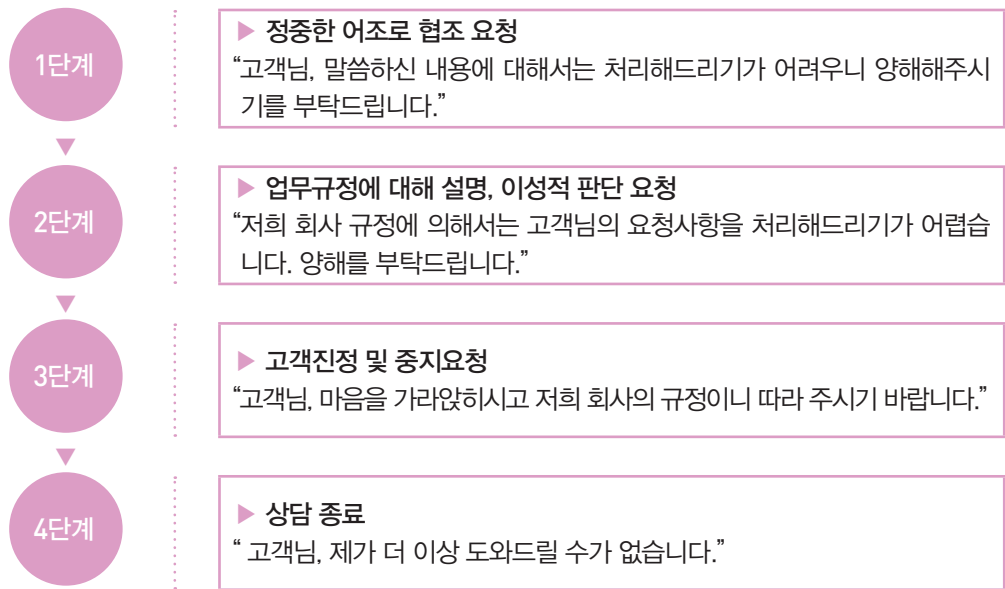 1단계
▶ 정중한 어조로 협조 요청
“고객님, 말씀하신 내용에 대해서는 처리해드리기가 어려우니 양해해주시
기를 부탁드립니다.”
2단계
▶ 업무규정에 대해 설명, 이성적 판단 요청
“저희 회사 규정에 의해서는 고객님의 요청사항을 처리해드리기가 어렵습
니다. 양해를 부탁드립니다.”
3단계
▶ 고객진정 및 중지요청
“고객님, 마음을 가라앉히시고 저희 회사의 규정이니 따라 주시기 바랍니다.”
4단계
▶ 상담 종료
“ 고객님, 제가 더 이상 도와드릴 수가 없습니다.”